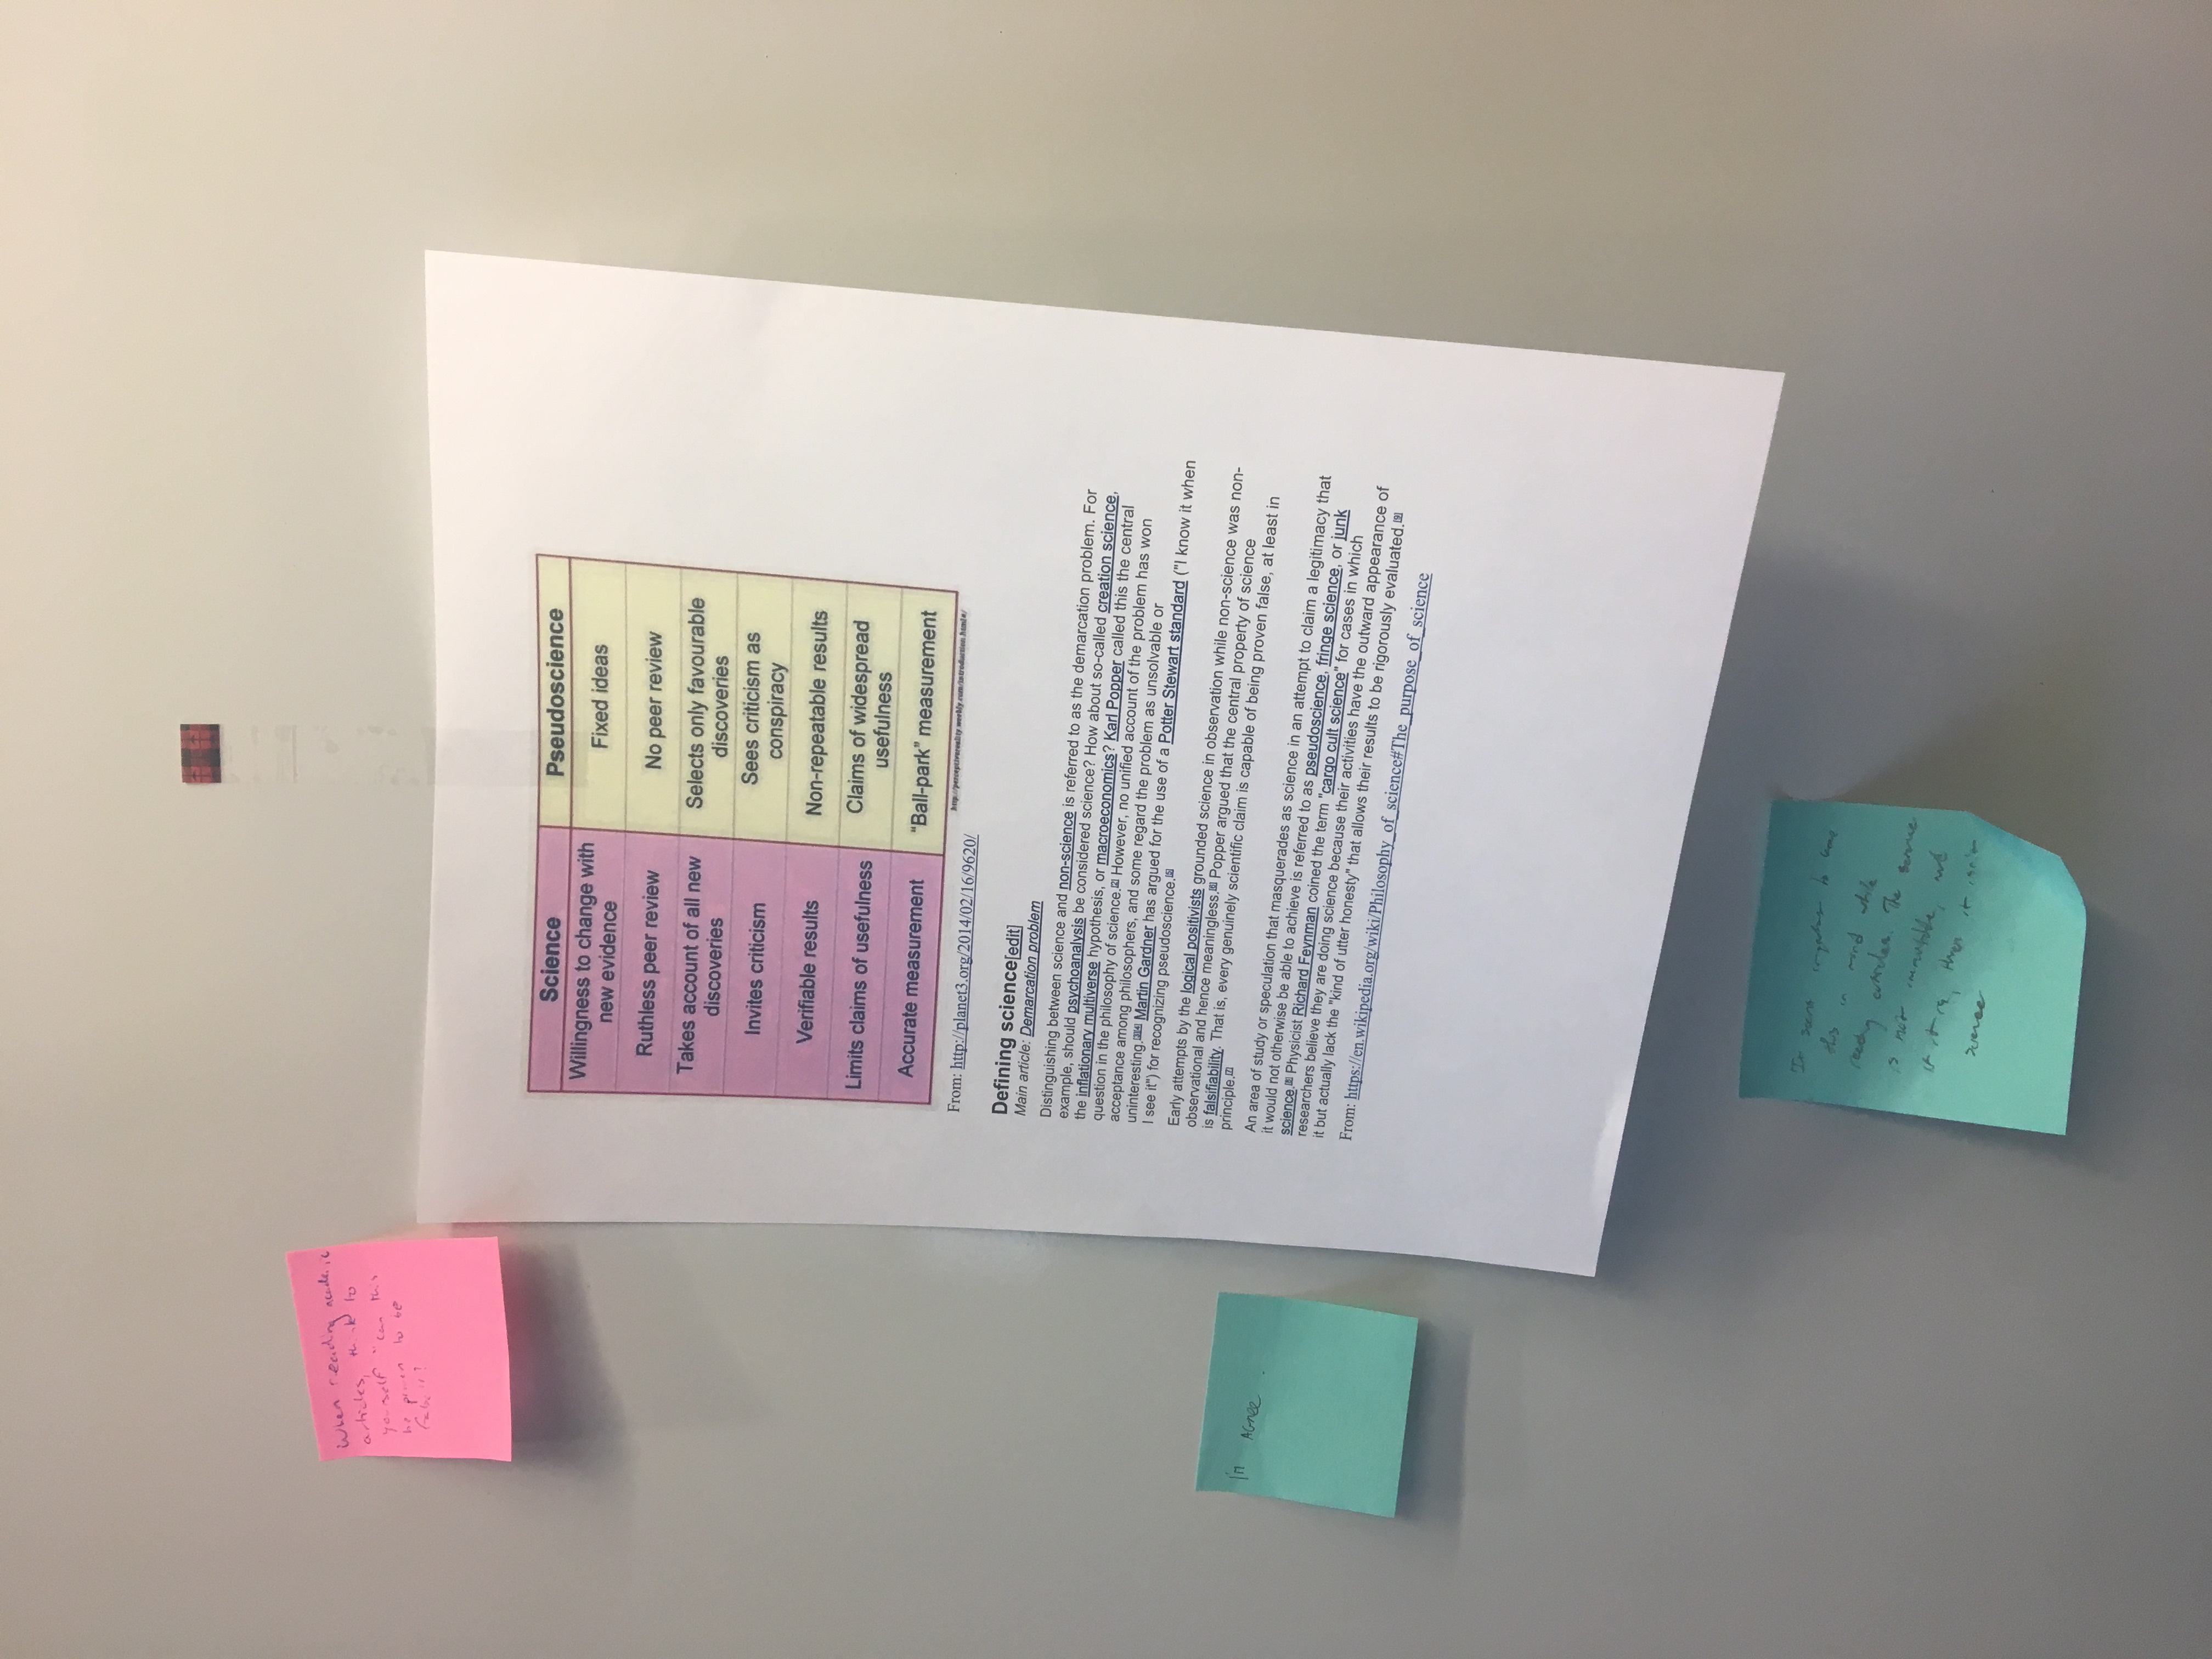 When reading academic
articles, think to
yourself "can this
be proven to be
false"?
Science
Pseudoscience
Willingness to change with
new evidence
Fixed ideas
Ruthless peer review
No peer review
Takes account of all new
discoveries
Selects only favourable
discoveries
Invites criticism
Sees criticism as
conspiracy
Verifiable results
Non-repeatable results
Limits claims of usefulness
Claims of widespread
usefulness
Accurate measurement
"Ball-park" measurement
http://perceptivereality.weebly.com/introduction.html#/
From: http://planet3.org/2014/02/16/9620/
Defining science[edit]
Main article: Demarcation problem
Distinguishing between science and non-science is referred to as the demarcation problem. For
example, should psychoanalysis be considered science? How about so-called creation science,
the inflationary multiverse hypothesis, or macroeconomics? Karl Popper called this the central
question in the philosophy of science.[2] However, no unified account of the problem has won
acceptance among philosophers, and some regard the problem as unsolvable or
uninteresting.[3][4] Martin Gardner has argued for the use of a Potter Stewart standard ("I know it when
I see it") for recognizing pseudoscience.[5]
Early attempts by the logical positivists grounded science in observation while non-science was non-
observational and hence meaningless.[6] Popper argued that the central property of science
is falsifiability. That is, every genuinely scientific claim is capable of being proven false, at least in
principle.[7]
An area of study or speculation that masquerades as science in an attempt to claim a legitimacy that
it would not otherwise be able to achieve is referred to as pseudoscience, fringe science, or junk
science.[8] Physicist Richard Feynman coined the term "cargo cult science" for cases in which
researchers believe they are doing science because their activities have the outward appearance of
it but actually lack the "kind of utter honesty" that allows their results to be rigorously evaluated.[9]
From: https://en.wikipedia.org/wiki/Philosophy_of_science#The_purpose_of_science
I'm AGree.
It seems important to have
this in mind while
reading articles. The science
is not immutable, and
if it is, then it isn't
science